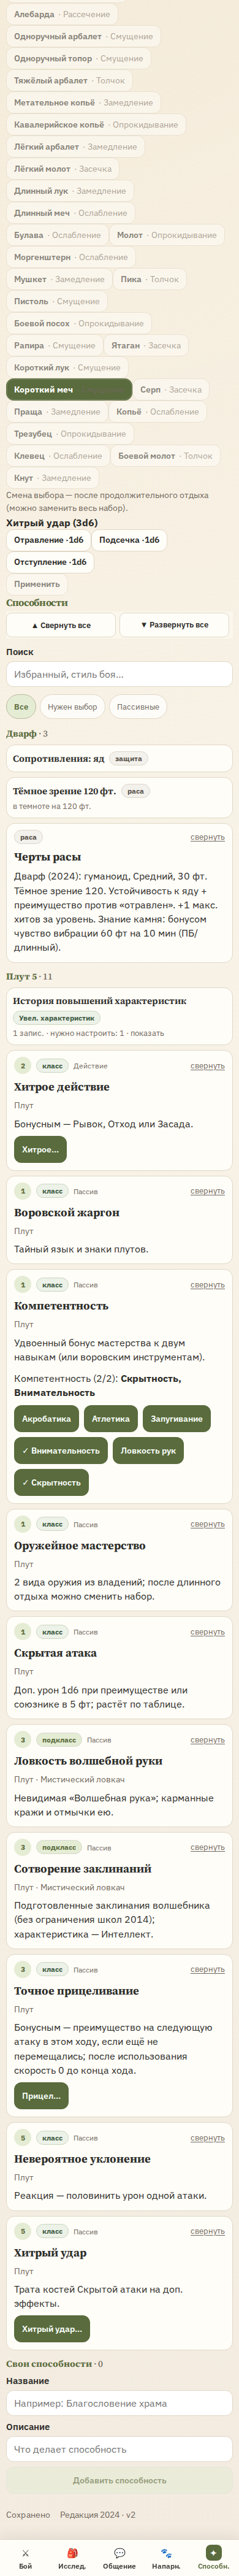 Алебарда · Рассечение
Одноручный арбалет · Смущение
Одноручный топор · Смущение
Тяжёлый арбалет · Толчок
Метательное копьё · Замедление
Кавалерийское копьё · Опрокидывание
Лёгкий арбалет · Замедление
Лёгкий молот · Засечка
Длинный лук · Замедление
Длинный меч · Ослабление
Булава · Ослабление Молот · Опрокидывание
Моргенштерн · Ослабление
Мушкет · Замедление Пика · Толчок
Пистоль · Смущение
Боевой посох · Опрокидывание
Рапира · Смущение Ятаган · Засечка
Короткий лук · Смущение
Короткий меч Серп · Засечка
Праща · Замедление Копьё · Ослабление
Трезубец · Опрокидывание
Клевец · Ослабление Боевой молот · Толчок
Кнут · Замедление
Смена выбора — после продолжительного отдыха
(можно заменить весь набор).
Хитрый удар (3d6)
Отравление ·1d6 Подсечка ·1d6
Отступление ·1d6
Применить
Способности
▲ Свернуть все ▼ Развернуть все
Поиск
Избранный, стиль боя…
Все Нужен выбор Пассивные
Дварф · 3
Сопротивления: яд защита
Тёмное зрение 120 фт. раса
в темноте на 120 фт.
раса свернуть
Черты расы
Дварф (2024): гуманоид, Средний, 30 фт.
Тёмное зрение 120. Устойчивость к яду +
преимущество против «отравлен». +1 макс.
хитов за уровень. Знание камня: бонусом
чувство вибрации 60 фт на 10 мин (ПБ/
длинный).
Плут 5 · 11
История повышений характеристик
Увел. характеристик
1 запис. · нужно настроить: 1 · показать
2 класс Действие свернуть
Хитрое действие
Плут
Бонусным — Рывок, Отход или Засада.
Хитрое…
1 класс Пассив свернуть
Воровской жаргон
Плут
Тайный язык и знаки плутов.
1 класс Пассив свернуть
Компетентность
Плут
Удвоенный бонус мастерства к двум
навыкам (или воровским инструментам).
Компетентность (2/2): Скрытность,
Внимательность
Акробатика Атлетика Запугивание
✓ Внимательность Ловкость рук
✓ Скрытность
1 класс Пассив свернуть
Оружейное мастерство
Плут
2 вида оружия из владений; после длинного
отдыха можно сменить набор.
1 класс Пассив свернуть
Скрытая атака
Плут
Доп. урон 1d6 при преимуществе или
союзнике в 5 фт; растёт по таблице.
3 подкласс Пассив свернуть
Ловкость волшебной руки
Плут · Мистический ловкач
Невидимая «Волшебная рука»; карманные
кражи и отмычки ею.
3 подкласс Пассив свернуть
Сотворение заклинаний
Плут · Мистический ловкач
Подготовленные заклинания волшебника
(без ограничения школ 2014);
характеристика — Интеллект.
3 класс Пассив свернуть
Точное прицеливание
Плут
Бонусным — преимущество на следующую
атаку в этом ходу, если ещё не
перемещались; после использования
скорость 0 до конца хода.
Прицел…
5 класс Пассив свернуть
Невероятное уклонение
Плут
Реакция — половинить урон одной атаки.
5 класс Пассив свернуть
Хитрый удар
Плут
Трата костей Скрытой атаки на доп.
эффекты.
Хитрый удар…
Свои способности · 0
Название
Например: Благословение храма
Описание
Что делает способность
Добавить способность
Сохранено Редакция 2024 · v2
Бой Исслед. Общение Напарн. Способн.